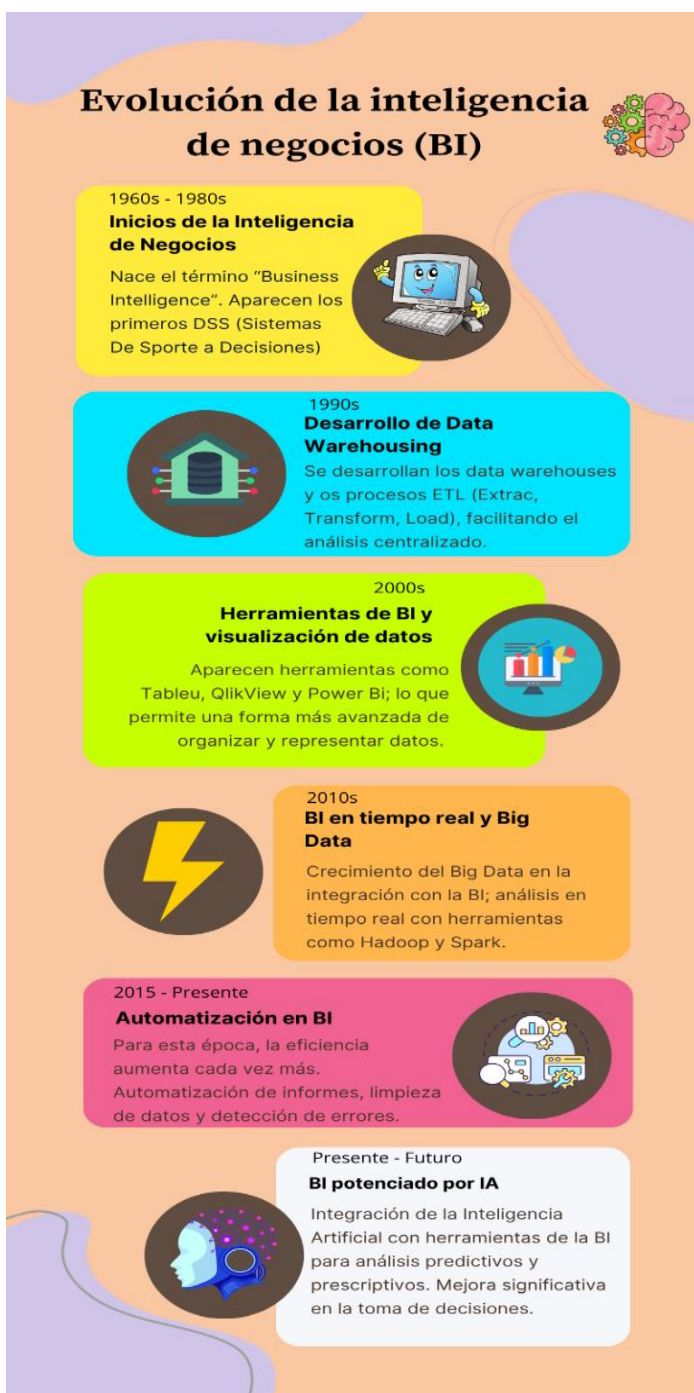 Evolución de la inteligencia
de negocios (BI)
1960s - 1980s
Inicios de la Inteligencia
de Negocios
Nace el término “Business
Intelligence”. Aparecen los
primeros DSS (Sistemas
De Sporte a Decisiones)
1990s
Desarrollo de Data
Warehousing
Se desarrollan los data warehouses
y os procesos ETL (Extrac,
Transform, Load), facilitando el
análisis centralizado.
2000s
Herramientas de BI y
visualización de datos
Aparecen herramientas como
Tableu, QlikView y Power Bi; lo que
permite una forma más avanzada de
organizar y representar datos.
2010s
BI en tiempo real y Big
Data
Crecimiento del Big Data en la
integración con la BI; análisis en
tiempo real con herramientas
como Hadoop y Spark.
2015 - Presente
Automatización en BI
Para esta época, la eficiencia
aumenta cada vez más.
Automatización de informes, limpieza
de datos y detección de errores.
Presente - Futuro
BI potenciado por IA
Integración de la Inteligencia
Artificial con herramientas de la BI
para análisis predictivos y
prescriptivos. Mejora significativa
en la toma de decisiones.